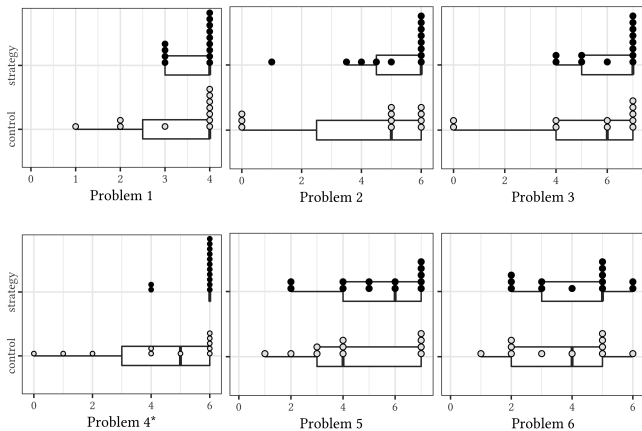 strategy
control
0 1 2 3 4
Problem 1
0 2 4 6
Problem 2
0 2 4 6
Problem 3
strategy
control
0 2 4 6
Problem 4*
0 2 4 6
Problem 5
0 2 4 6
Problem 6